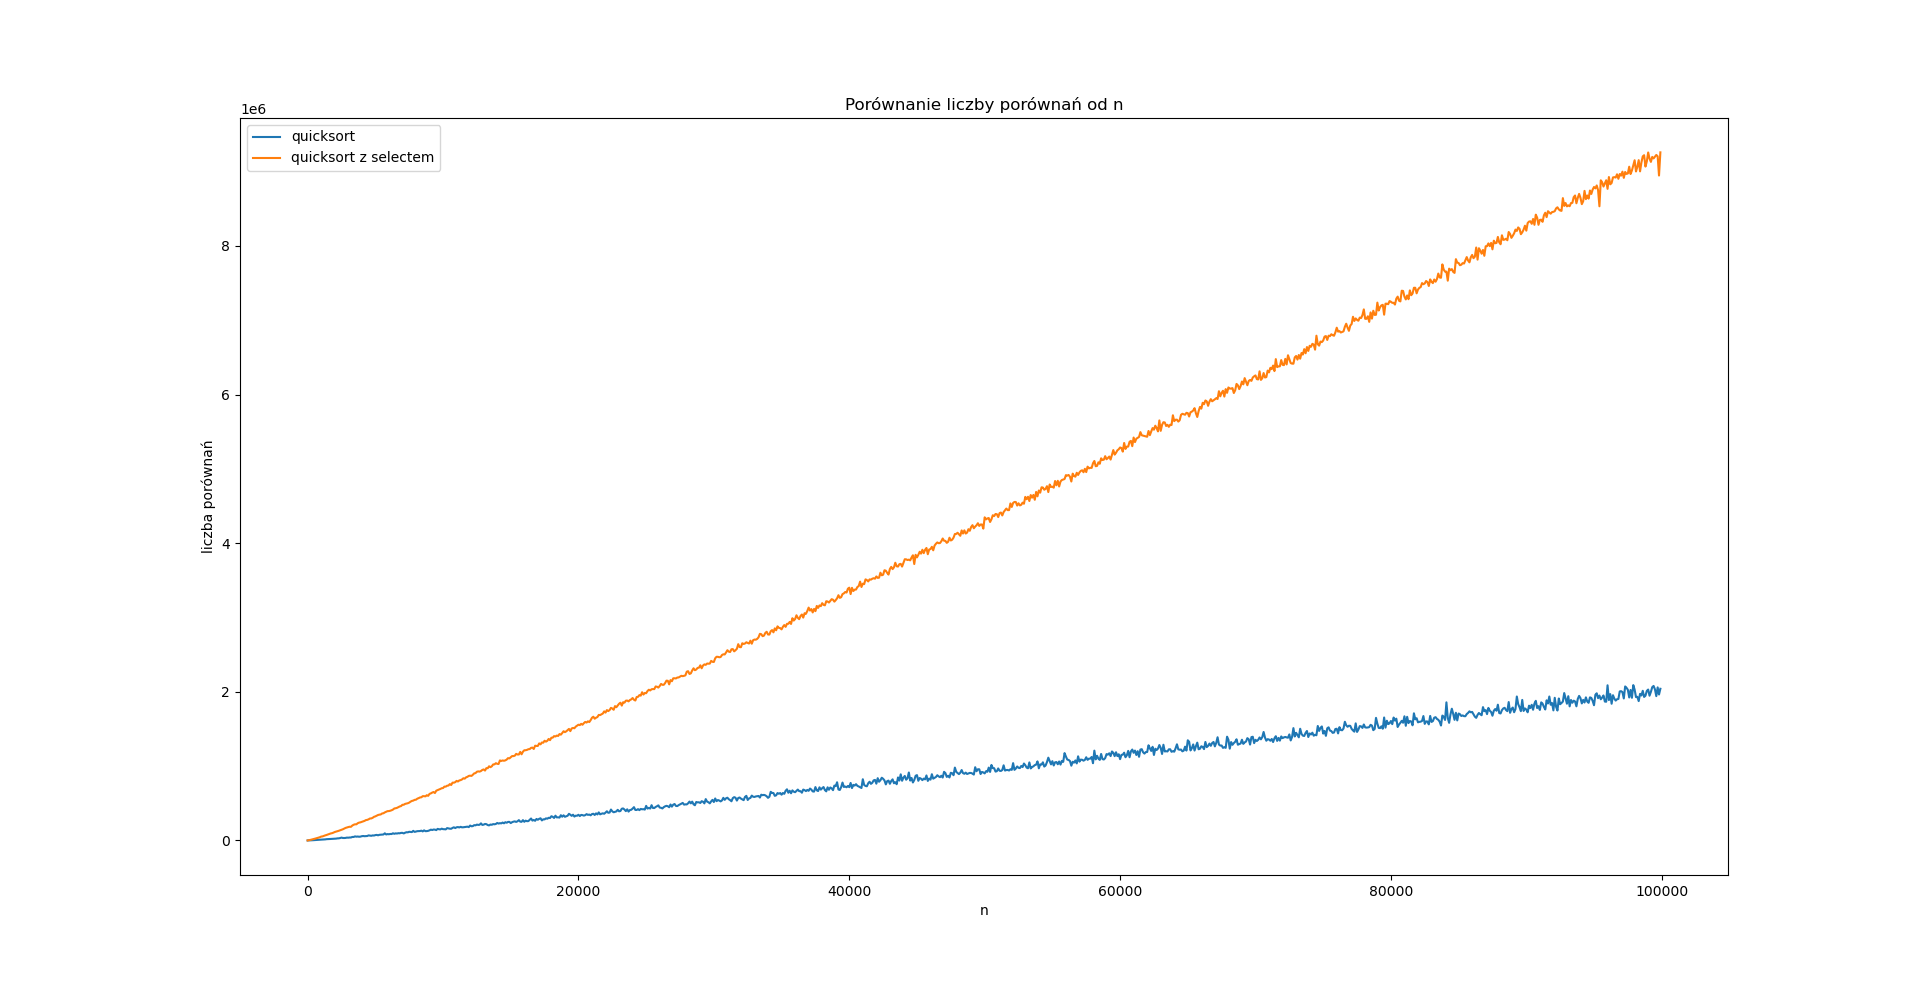 Porównanie liczby porównań od n
1e6
quicksort
quicksort z selectem
8
6
4
2
0
liczba porównań
0 20000 40000 60000 80000 100000
n